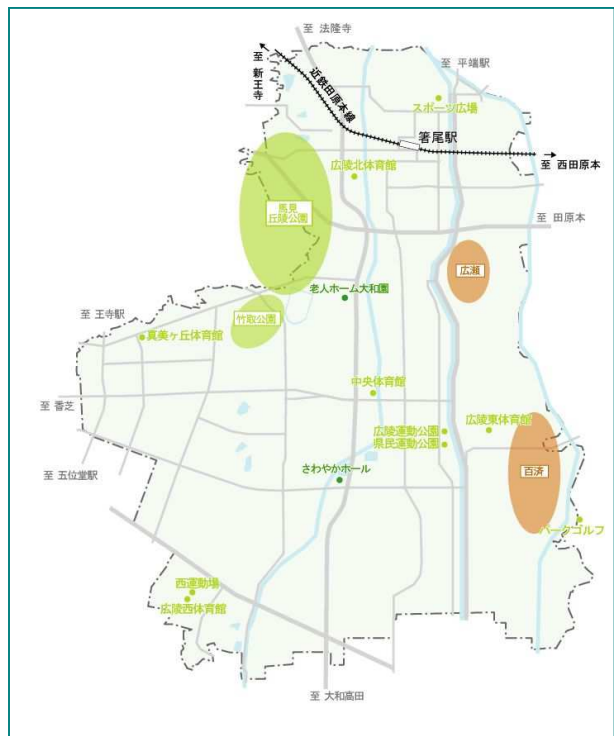 至 法隆寺
至 平端駅
至 新王寺
近鉄田原本線
スポーツ広場
箸尾駅
至 西田原本
広陵北体育館
馬見
丘陵公園
至 田原本
広瀬
老人ホーム大和園
至 王寺駅
竹取公園
真美ヶ丘体育館
中央体育館
至 香芝
広陵運動公園
県民運動公園
広陵東体育館
さわやかホール
百済
至 五位堂駅
パークゴルフ
西運動場
広陵西体育館
至 大和高田